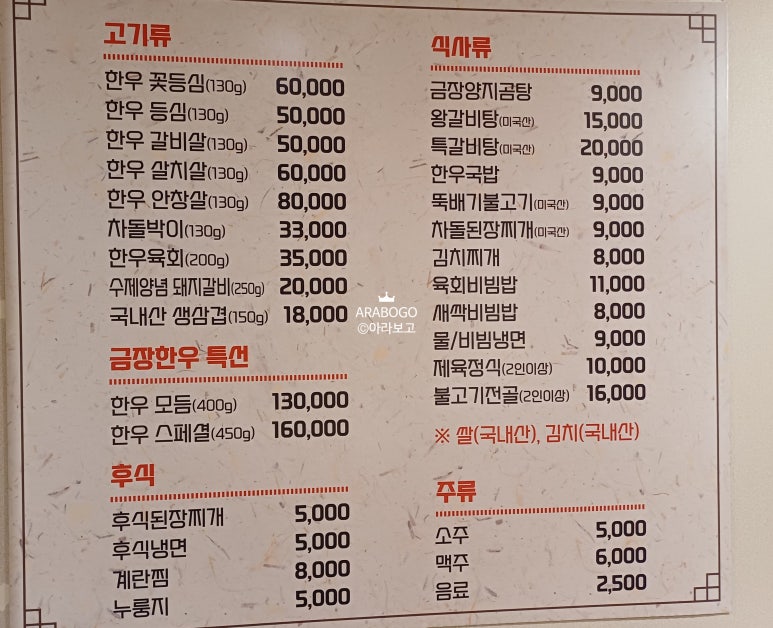 고기류
한우 꽃등심(130g) 60,000
한우 등심(130g) 50,000
한우 갈비살(130g) 50,000
한우 살치살(130g) 60,000
한우 안창살(130g) 80,000
차돌박이(130g) 33,000
한우육회(200g) 35,000
수제양념 돼지갈비(250g) 20,000
국내산 생삼겹(150g) 18,000
금장한우 특선
한우 모듬(400g) 130,000
한우 스페셜(450g) 160,000
후식
후식된장찌개 5,000
후식냉면 5,000
계란찜 8,000
누룽지 5,000
식사류
금장양지곰탕 9,000
왕갈비탕(미국산) 15,000
특갈비탕(미국산) 20,000
한우국밥 9,000
뚝배기불고기(미국산) 9,000
차돌된장찌개(미국산) 9,000
김치찌개 8,000
육회비빔밥 11,000
새싹비빔밥 8,000
물/비빔냉면 9,000
제육정식(2인이상) 10,000
불고기전골(2인이상) 16,000
※ 쌀(국내산), 김치(국내산)
주류
소주 5,000
맥주 6,000
음료 2,500
ARABOGO
©아라보고